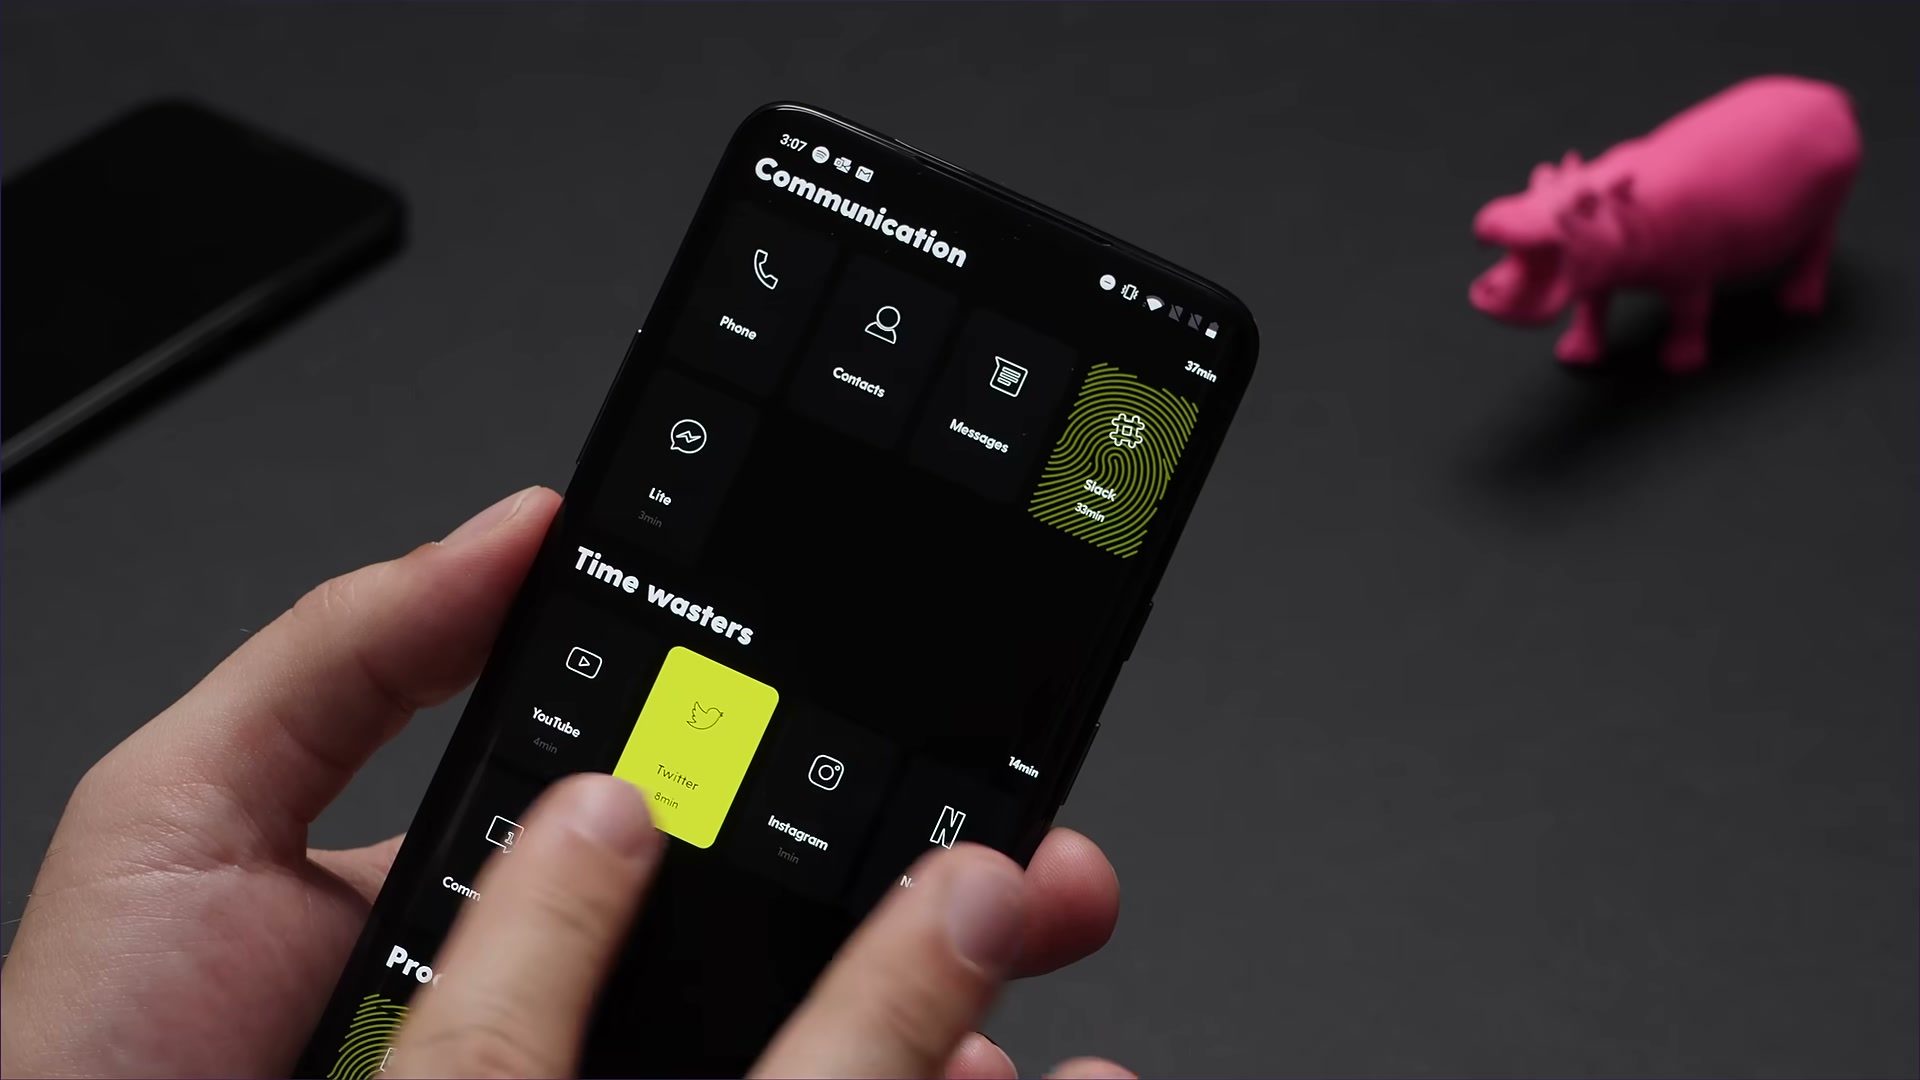 3:07
Communication
37min
Phone
Contacts
Messages
Slack
33min
Lite
3min
Time wasters
14min
YouTube
4min
Twitter
8min
Instagram
1min
N
1